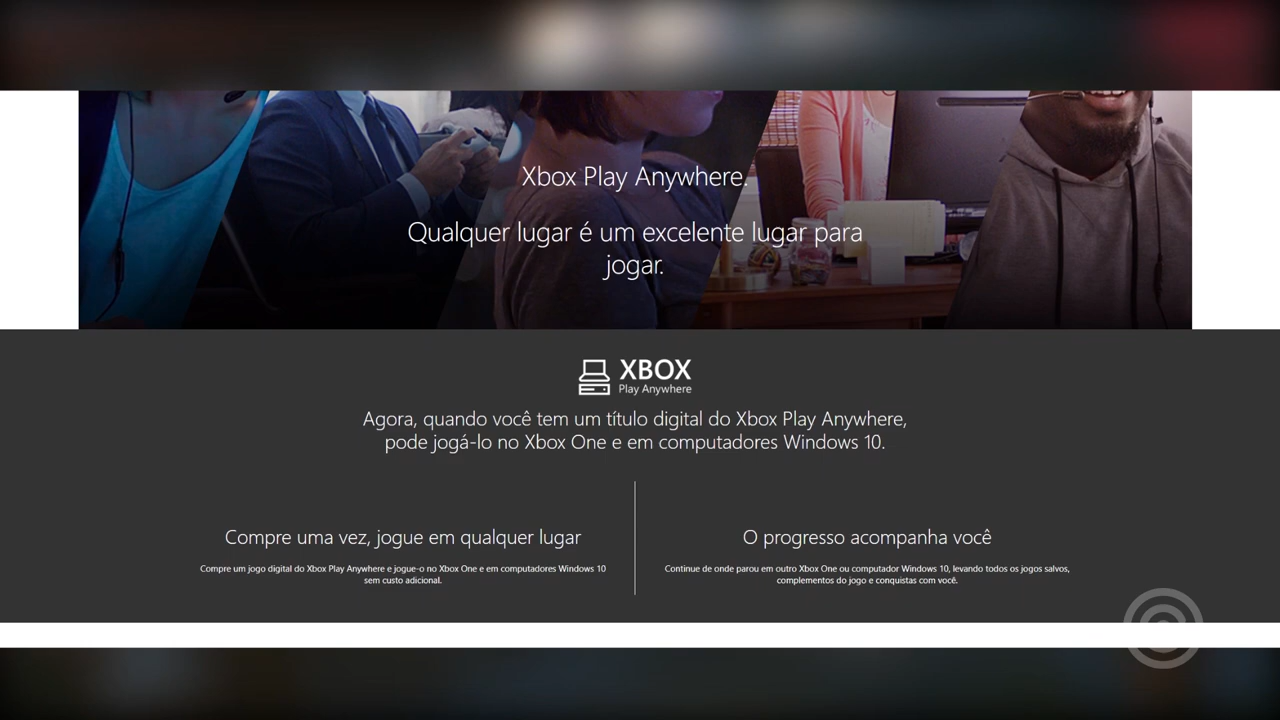 Xbox Play Anywhere.
Qualquer lugar é um excelente lugar para
jogar.
XBOX
Play Anywhere
Agora, quando você tem um título digital do Xbox Play Anywhere,
pode jogá-lo no Xbox One e em computadores Windows 10.
Compre uma vez, jogue em qualquer lugar
Compre um jogo digital do Xbox Play Anywhere e jogue-o no Xbox One e em computadores Windows 10
sem custo adicional.
O progresso acompanha você
Continue de onde parou em outro Xbox One ou computador Windows 10, levando todos os jogos salvos,
complementos do jogo e conquistas com você.